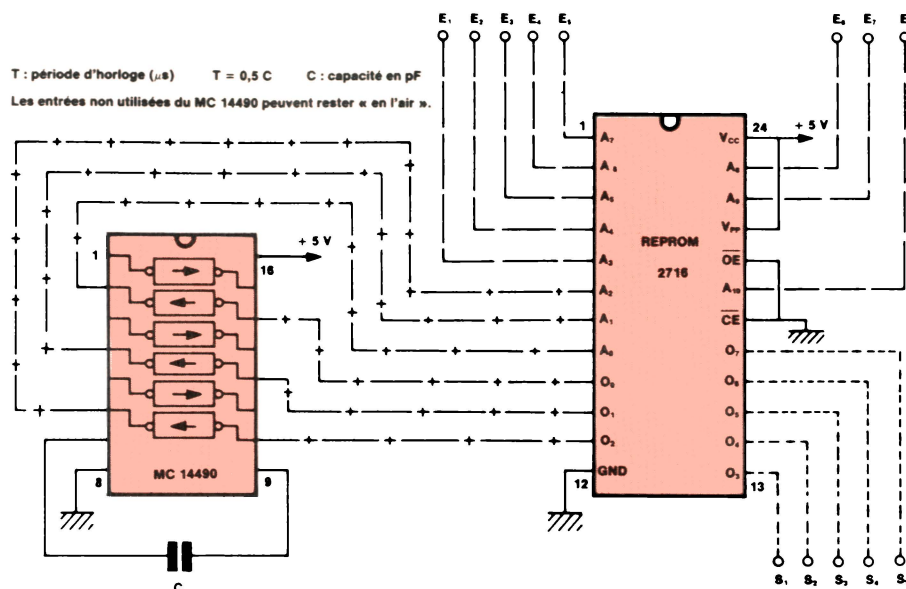 E₁ E₂ E₃ E₄ E₅ E₆ E₇
T : période d'horloge (µs) T = 0,5 C C : capacité en pF
Les entrées non utilisées du MC 14490 peuvent rester « en l'air ».
1 24
+ 5 V
A₇ V_CC
A₆ A₈
A₅ A₉
A₄ V_PP
REPROM
2716
A₃ OE
A₂ A₁₀
A₁ CE
A₀ O₇
O₀ O₆
O₁ O₅
O₂ O₄
GND O₃
12 13
1 16
+ 5 V
MC 14490
8 9
C
S₁ S₂ S₃ S₄